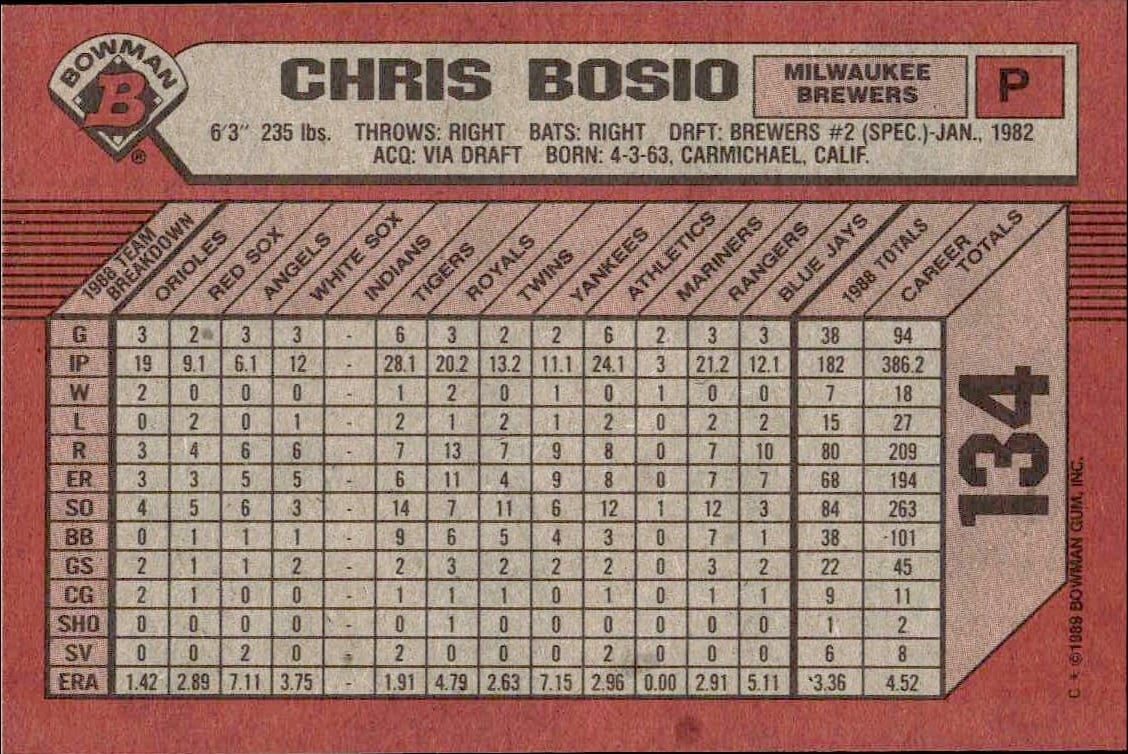 BOWMAN
B
®
CHRIS BOSIO
MILWAUKEE
BREWERS
P
6'3" 235 lbs. THROWS: RIGHT BATS: RIGHT DRFT: BREWERS #2 (SPEC.)-JAN., 1982
ACQ: VIA DRAFT BORN: 4-3-63, CARMICHAEL, CALIF.
1988 TEAM BREAKDOWN ORIOLES RED SOX ANGELS WHITE SOX INDIANS TIGERS ROYALS TWINS YANKEES ATHLETICS MARINERS RANGERS BLUE JAYS 1988 TOTALS CAREER TOTALS
G 3 2 3 3 - 6 3 2 2 6 2 3 3 38 94
IP 19 9.1 6.1 12 - 28.1 20.2 13.2 11.1 24.1 3 21.2 12.1 182 386.2
W 2 0 0 0 - 1 2 0 1 0 1 0 0 7 18
L 0 2 0 1 - 2 1 2 1 2 0 2 2 15 27
R 3 4 6 6 - 7 13 7 9 8 0 7 10 80 209
ER 3 3 5 5 - 6 11 4 9 8 0 7 7 68 194
SO 4 5 6 3 - 14 7 11 6 12 1 12 3 84 263
BB 0 1 1 1 - 9 6 5 4 3 0 7 1 38 101
GS 2 1 1 2 - 2 3 2 2 2 0 3 2 22 45
CG 2 1 0 0 - 1 1 1 0 1 0 1 1 9 11
SHO 0 0 0 0 - 0 1 0 0 0 0 0 0 1 2
SV 0 0 2 0 - 2 0 0 0 2 0 0 0 6 8
ERA 1.42 2.89 7.11 3.75 - 1.91 4.79 2.63 7.15 2.96 0.00 2.91 5.11 3.36 4.52
134
C * ©1989 BOWMAN GUM, INC.